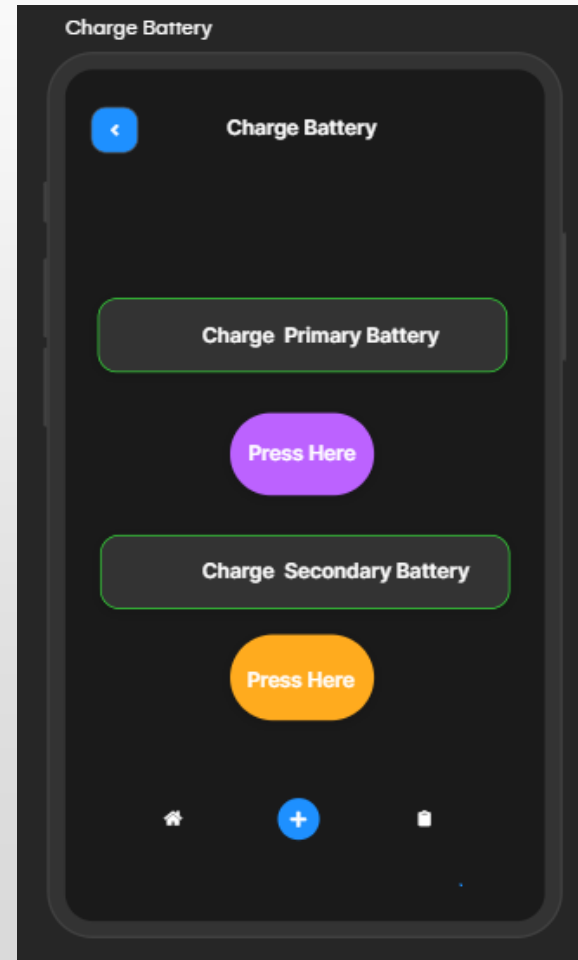 Charge Battery
Charge Battery
Charge Primary Battery
Press Here
Charge Secondary Battery
Press Here